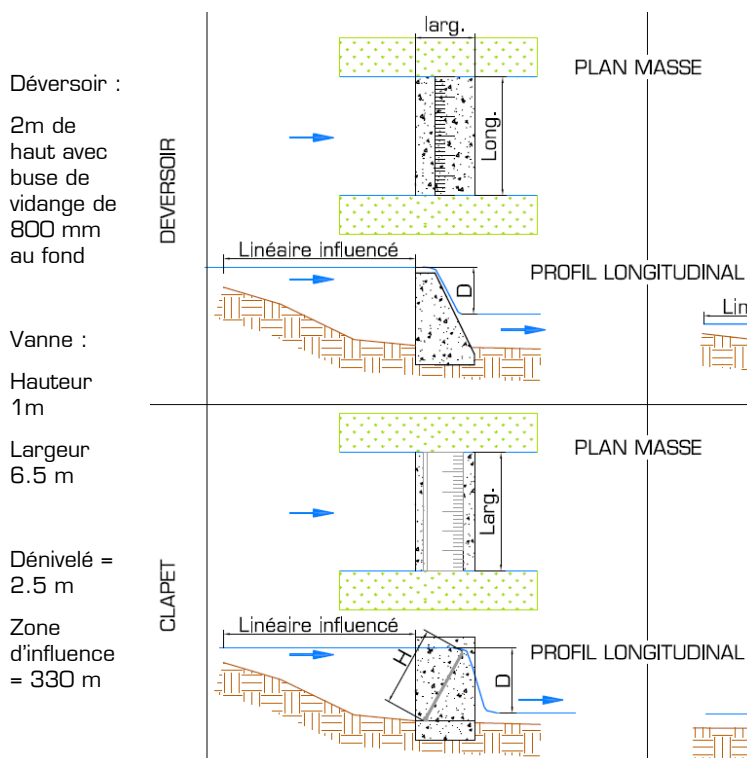 Déversoir :
2m de
haut avec
buse de
vidange de
800 mm
au fond
Vanne :
Hauteur
1m
Largeur
6.5 m
Dénivelé =
2.5 m
Zone
d'influence
= 330 m
DEVERSOIR
larg.
PLAN MASSE
Long.
Linéaire influencé
PROFIL LONGITUDINAL
D
Lin
CLAPET
PLAN MASSE
Larg.
Linéaire influencé
PROFIL LONGITUDINAL
H
D